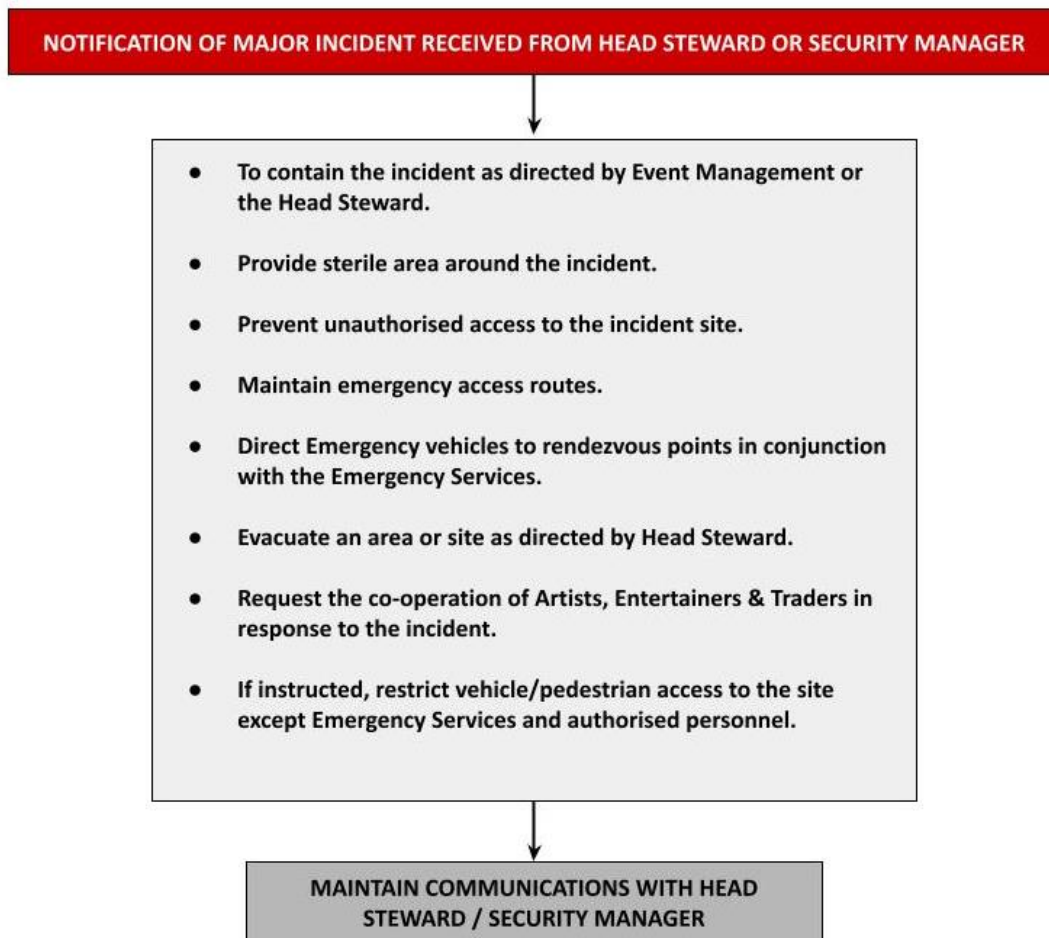 NOTIFICATION OF MAJOR INCIDENT RECEIVED FROM HEAD STEWARD OR SECURITY MANAGER
● To contain the incident as directed by Event Management or
the Head Steward.
● Provide sterile area around the incident.
● Prevent unauthorised access to the incident site.
● Maintain emergency access routes.
● Direct Emergency vehicles to rendezvous points in conjunction
with the Emergency Services.
● Evacuate an area or site as directed by Head Steward.
● Request the co-operation of Artists, Entertainers & Traders in
response to the incident.
● If instructed, restrict vehicle/pedestrian access to the site
except Emergency Services and authorised personnel.
MAINTAIN COMMUNICATIONS WITH HEAD
STEWARD / SECURITY MANAGER